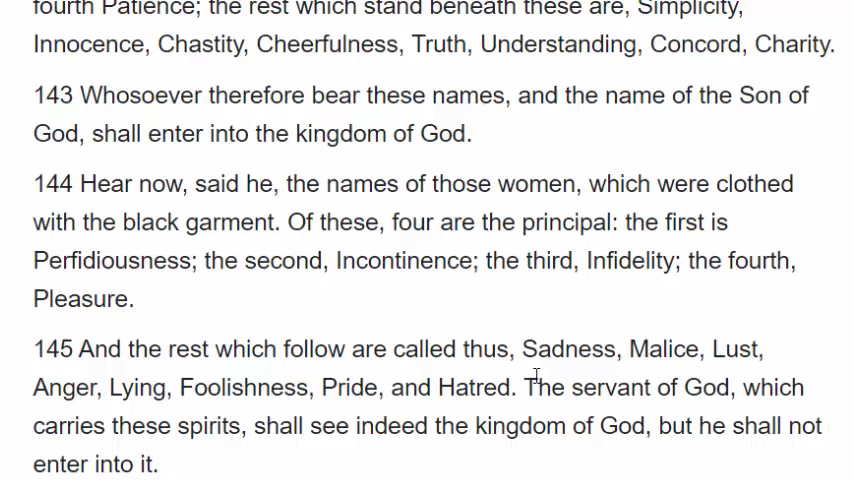 fourth Patience; the rest which stand beneath these are, Simplicity,
Innocence, Chastity, Cheerfulness, Truth, Understanding, Concord, Charity.
143 Whosoever therefore bear these names, and the name of the Son of
God, shall enter into the kingdom of God.
144 Hear now, said he, the names of those women, which were clothed
with the black garment. Of these, four are the principal: the first is
Perfidiousness; the second, Incontinence; the third, Infidelity; the fourth,
Pleasure.
145 And the rest which follow are called thus, Sadness, Malice, Lust,
Anger, Lying, Foolishness, Pride, and Hatred. The servant of God, which
carries these spirits, shall see indeed the kingdom of God, but he shall not
enter into it.